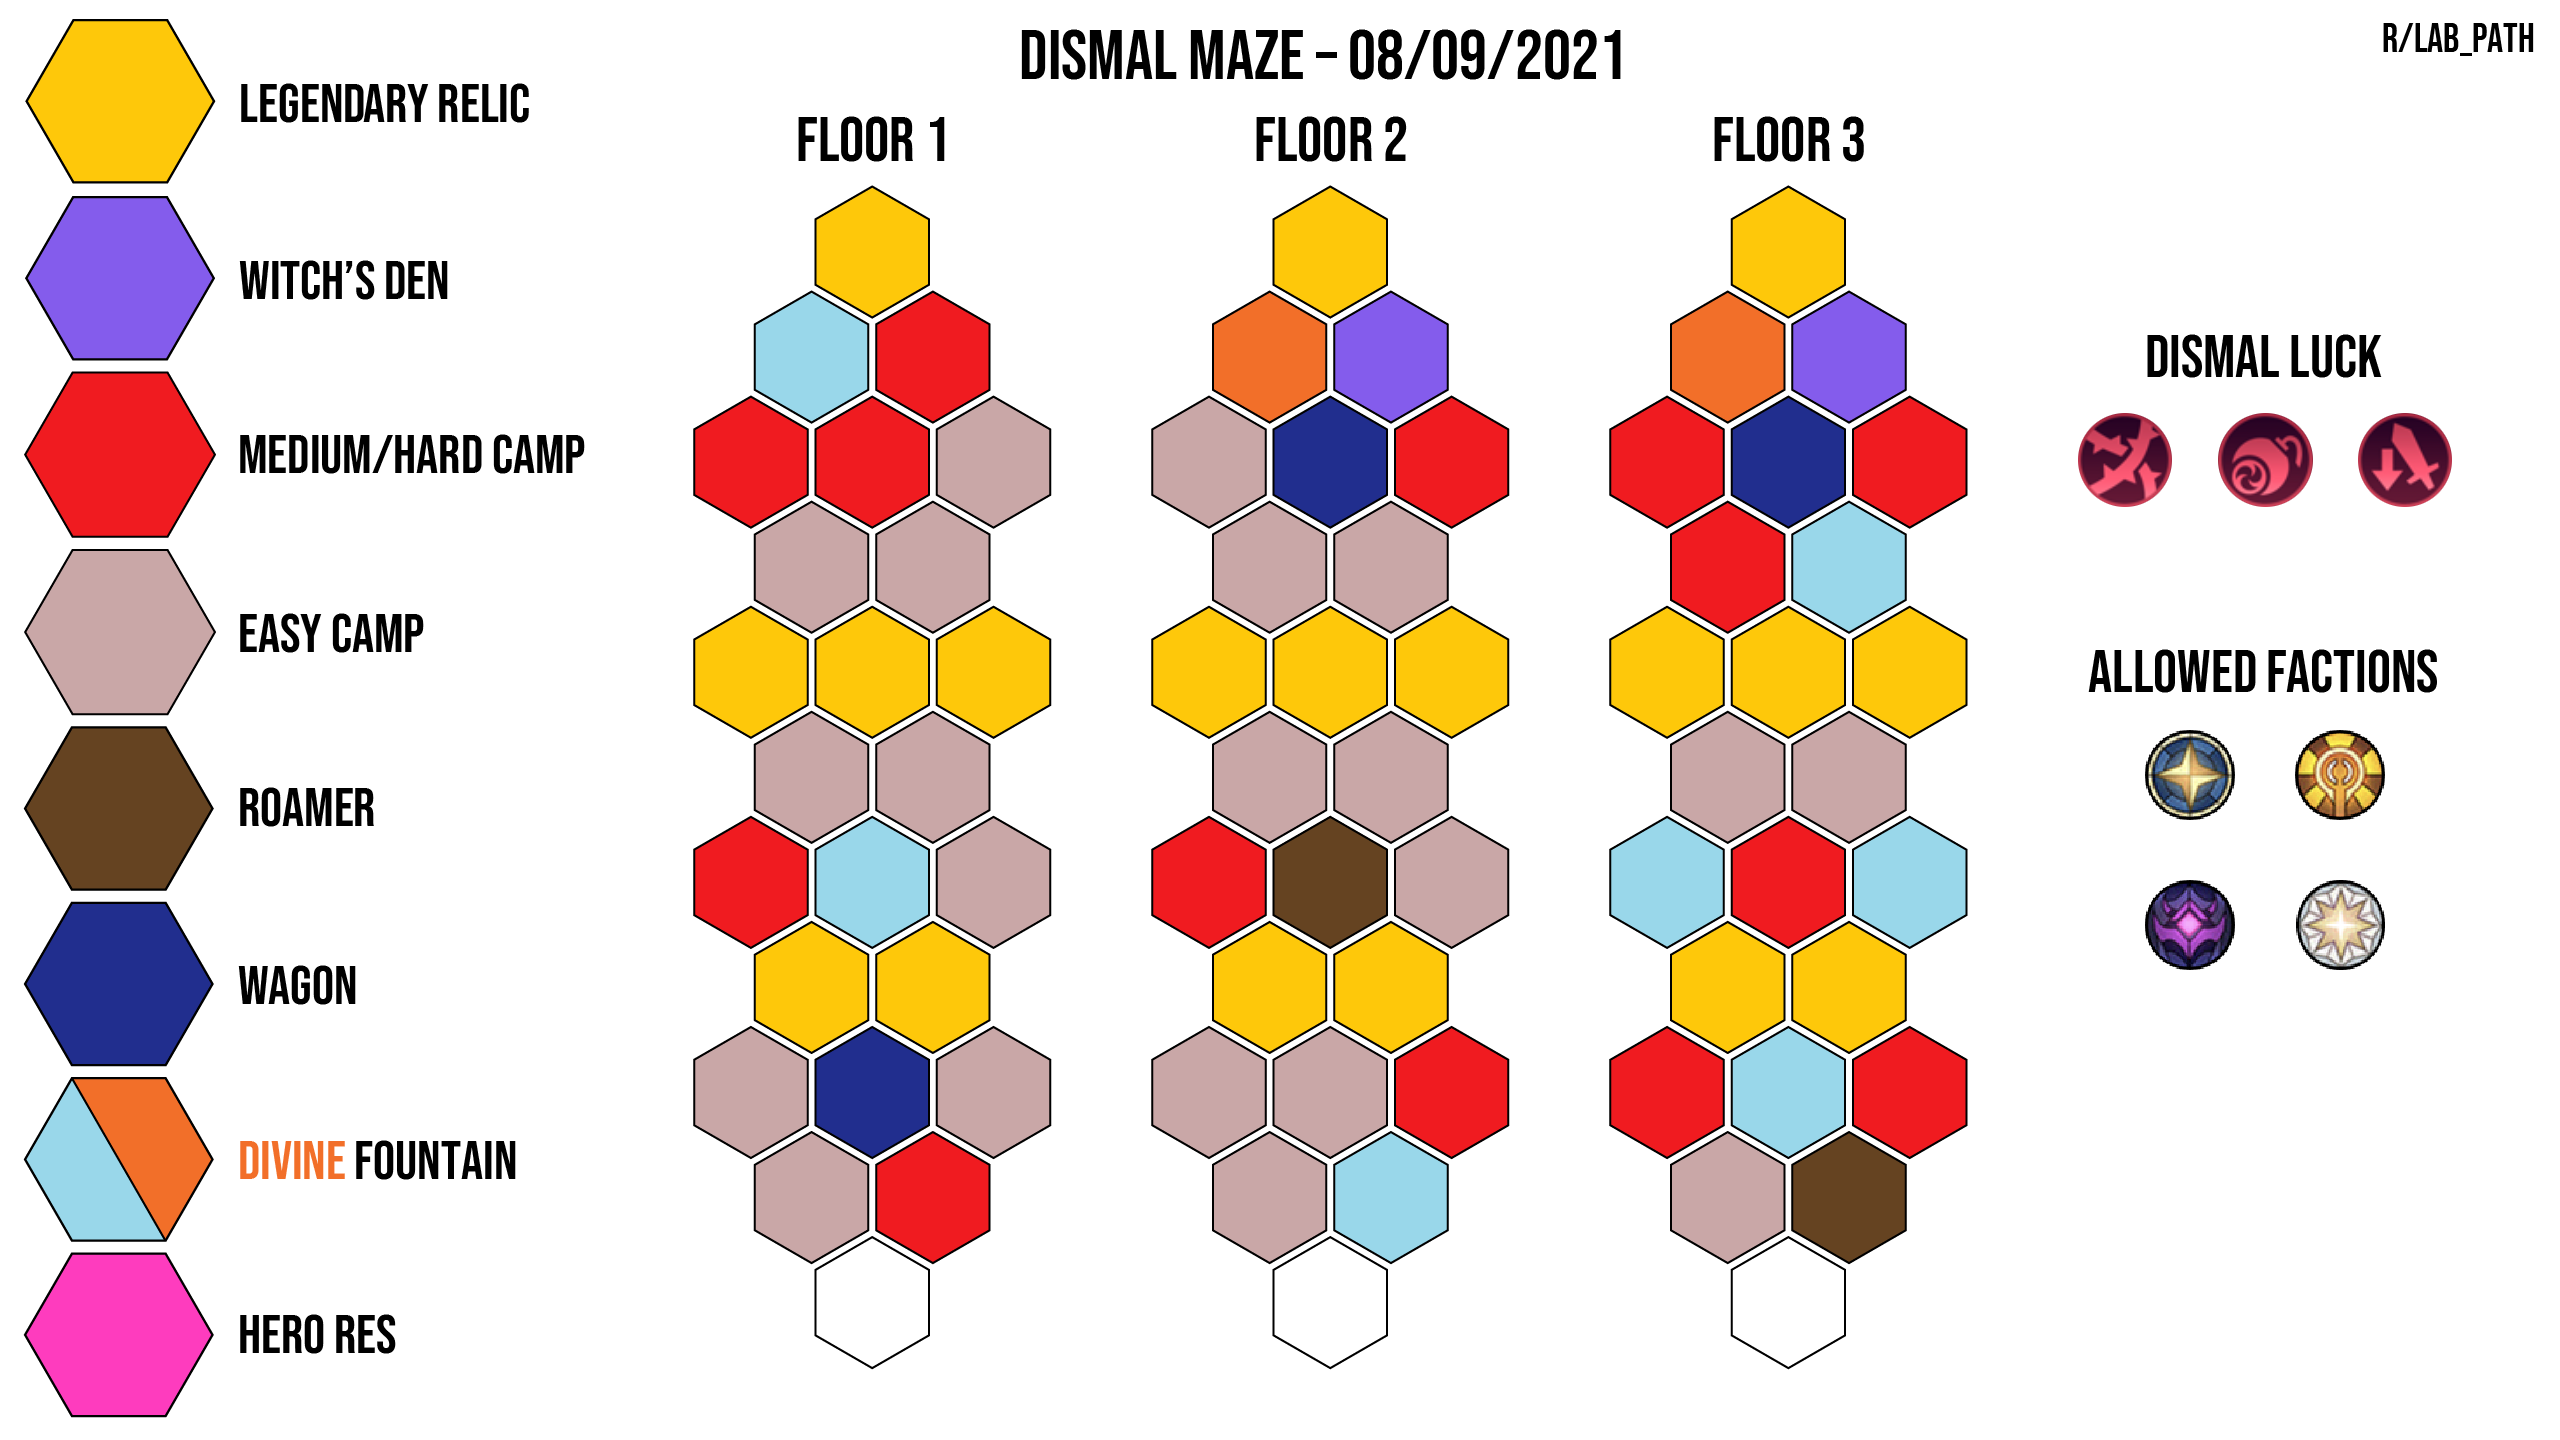 DISMAL MAZE – 08/09/2021
R/LAB_PATH
LEGENDARY RELIC
WITCH'S DEN
MEDIUM/HARD CAMP
EASY CAMP
ROAMER
WAGON
DIVINE FOUNTAIN
HERO RES
FLOOR 1
FLOOR 2
FLOOR 3
DISMAL LUCK
ALLOWED FACTIONS